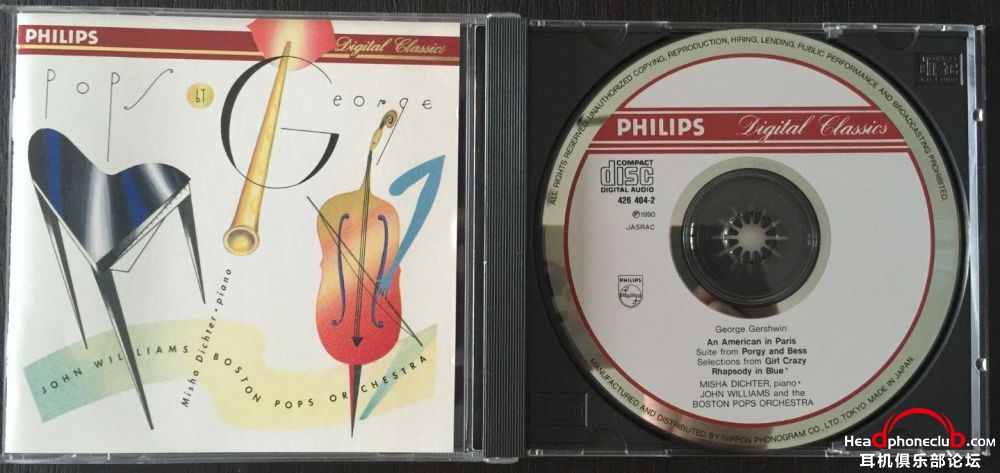 PHILIPS
Digital Classics
POPS BY GEORGE
JOHN WILLIAMS · BOSTON POPS ORCHESTRA
Misha Dichter · piano
ALL RIGHTS RESERVED. UNAUTHORIZED COPYING, REPRODUCTION, HIRING, LENDING, PUBLIC PERFORMANCE AND BROADCASTING PROHIBITED.
PHILIPS
Digital Classics
COMPACT
disc
DIGITAL AUDIO
426 404-2
Ⓟ1990
JASRAC
PHILIPS
George Gershwin
An American in Paris
Suite from Porgy and Bess
Selections from Girl Crazy
Rhapsody in Blue*
MISHA DICHTER, piano*
JOHN WILLIAMS and the
BOSTON POPS ORCHESTRA
MANUFACTURED AND DISTRIBUTED BY NIPPON PHONOGRAM CO., LTD. TOKYO. MADE IN JAPAN
disc
Headphoneclub.com
耳机俱乐部论坛